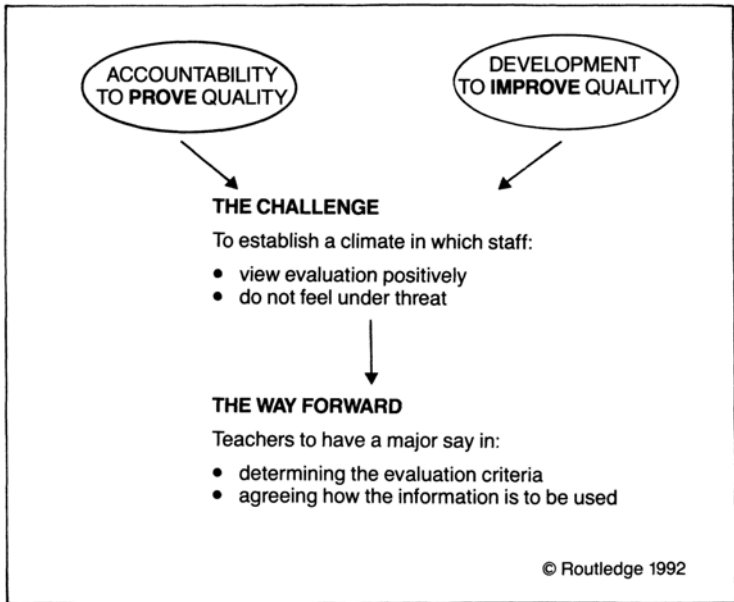 ACCOUNTABILITY
TO PROVE QUALITY
DEVELOPMENT
TO IMPROVE QUALITY
THE CHALLENGE
To establish a climate in which staff:
• view evaluation positively
• do not feel under threat
THE WAY FORWARD
Teachers to have a major say in:
• determining the evaluation criteria
• agreeing how the information is to be used
© Routledge 1992